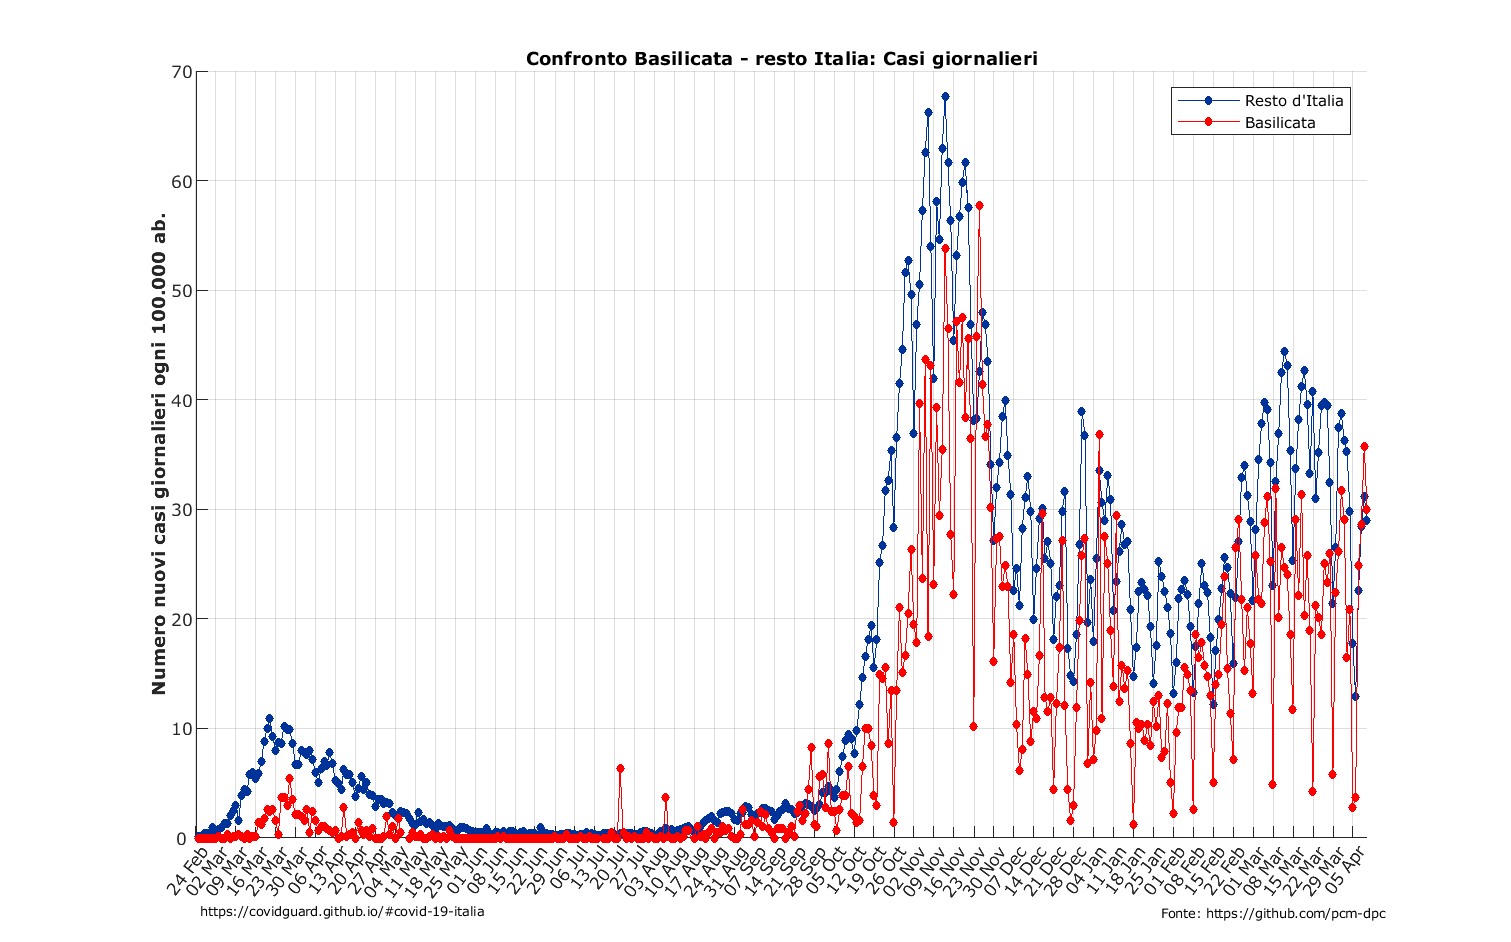 Confronto Basilicata - resto Italia: Casi giornalieri
Resto d'Italia
Basilicata
Numero nuovi casi giornalieri ogni 100.000 ab.
70
60
50
40
30
20
10
0
24 Feb
02 Mar
09 Mar
16 Mar
23 Mar
30 Mar
06 Apr
13 Apr
20 Apr
27 Apr
04 May
11 May
18 May
25 May
01 Jun
08 Jun
15 Jun
22 Jun
29 Jun
06 Jul
13 Jul
20 Jul
27 Jul
03 Aug
10 Aug
17 Aug
24 Aug
31 Aug
07 Sep
14 Sep
21 Sep
28 Sep
05 Oct
12 Oct
19 Oct
26 Oct
02 Nov
09 Nov
16 Nov
23 Nov
30 Nov
07 Dec
14 Dec
21 Dec
28 Dec
04 Jan
11 Jan
18 Jan
25 Jan
01 Feb
08 Feb
15 Feb
22 Feb
01 Mar
08 Mar
15 Mar
22 Mar
29 Mar
05 Apr
https://covidguard.github.io/#covid-19-italia
Fonte: https://github.com/pcm-dpc